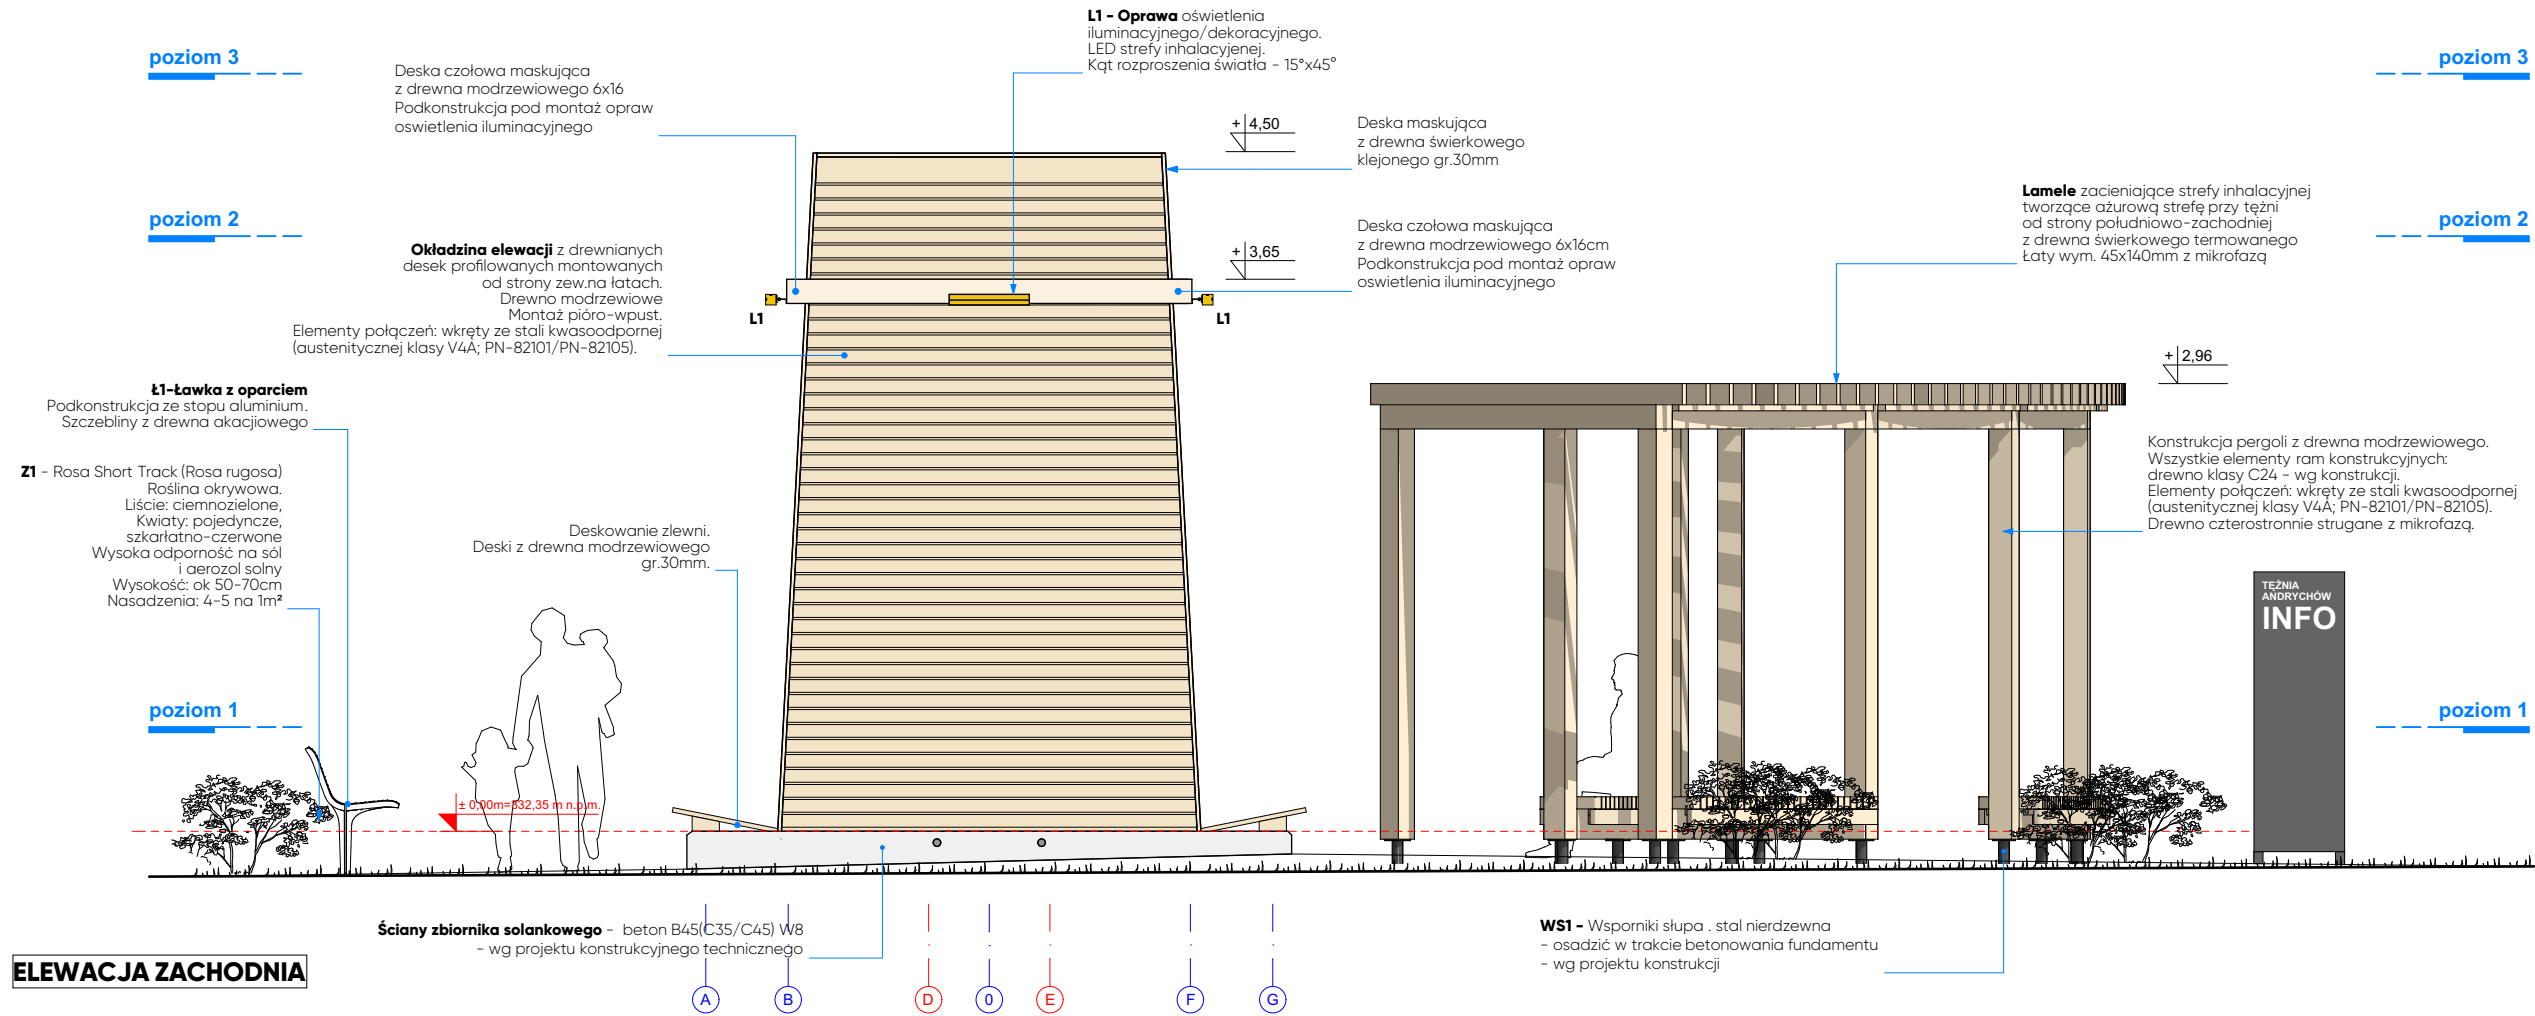 L1 - Oprawa oświetlenia
iluminacyjnego/dekoracyjnego.
LED strefy inhalacyjenej.
Kąt rozproszenia światła - 15°x45°
poziom 3
poziom 3
Deska czołowa maskująca
z drewna modrzewiowego 6x16
Podkonstrukcja pod montaż opraw
oswietlenia iluminacyjnego
+ 4,50
Deska maskująca
z drewna świerkowego
klejonego gr.30mm
poziom 2
poziom 2
Lamele zacieniające strefy inhalacyjnej
tworzące ażurową strefę przy tężni
od strony południowo-zachodniej
z drewna świerkowego termowanego
Łaty wym. 45x140mm z mikrofazą
Okładzina elewacji z drewnianych
desek profilowanych montowanych
od strony zew.na łatach.
Drewno modrzewiowe
Montaż pióro-wpust.
Elementy połączeń: wkręty ze stali kwasoodpornej
(austenitycznej klasy V4A; PN-82101/PN-82105).
+ 3,65
Deska czołowa maskująca
z drewna modrzewiowego 6x16cm
Podkonstrukcja pod montaż opraw
oswietlenia iluminacyjnego
L1
L1
+ 2,96
Ł1-Ławka z oparciem
Podkonstrukcja ze stopu aluminium.
Szczebliny z drewna akacjiowego
Z1 - Rosa Short Track (Rosa rugosa)
Roślina okrywowa.
Liście: ciemnozielone,
Kwiaty: pojedyncze,
szkarłatno-czerwone
Wysoka odporność na sól
i aerozol solny
Wysokość: ok 50-70cm
Nasadzenia: 4-5 na 1m²
Konstrukcja pergoli z drewna modrzewiowego.
Wszystkie elementy ram konstrukcyjnych:
drewno klasy C24 - wg konstrukcji.
Elementy połączeń: wkręty ze stali kwasoodpornej
(austenitycznej klasy V4A; PN-82101/PN-82105).
Drewno czterostronnie strugane z mikrofazą.
Deskowanie zlewni.
Deski z drewna modrzewiowego
gr.30mm.
TĘŻNIA
ANDRYCHÓW
INFO
poziom 1
poziom 1
± 0,00m=332,35 m n.p.m.
Ściany zbiornika solankowego - beton B45(C35/C45) W8
- wg projektu konstrukcyjnego technicznego
WS1 - Wsporniki słupa . stal nierdzewna
- osadzić w trakcie betonowania fundamentu
- wg projektu konstrukcji
ELEWACJA ZACHODNIA
A B D 0 E F G